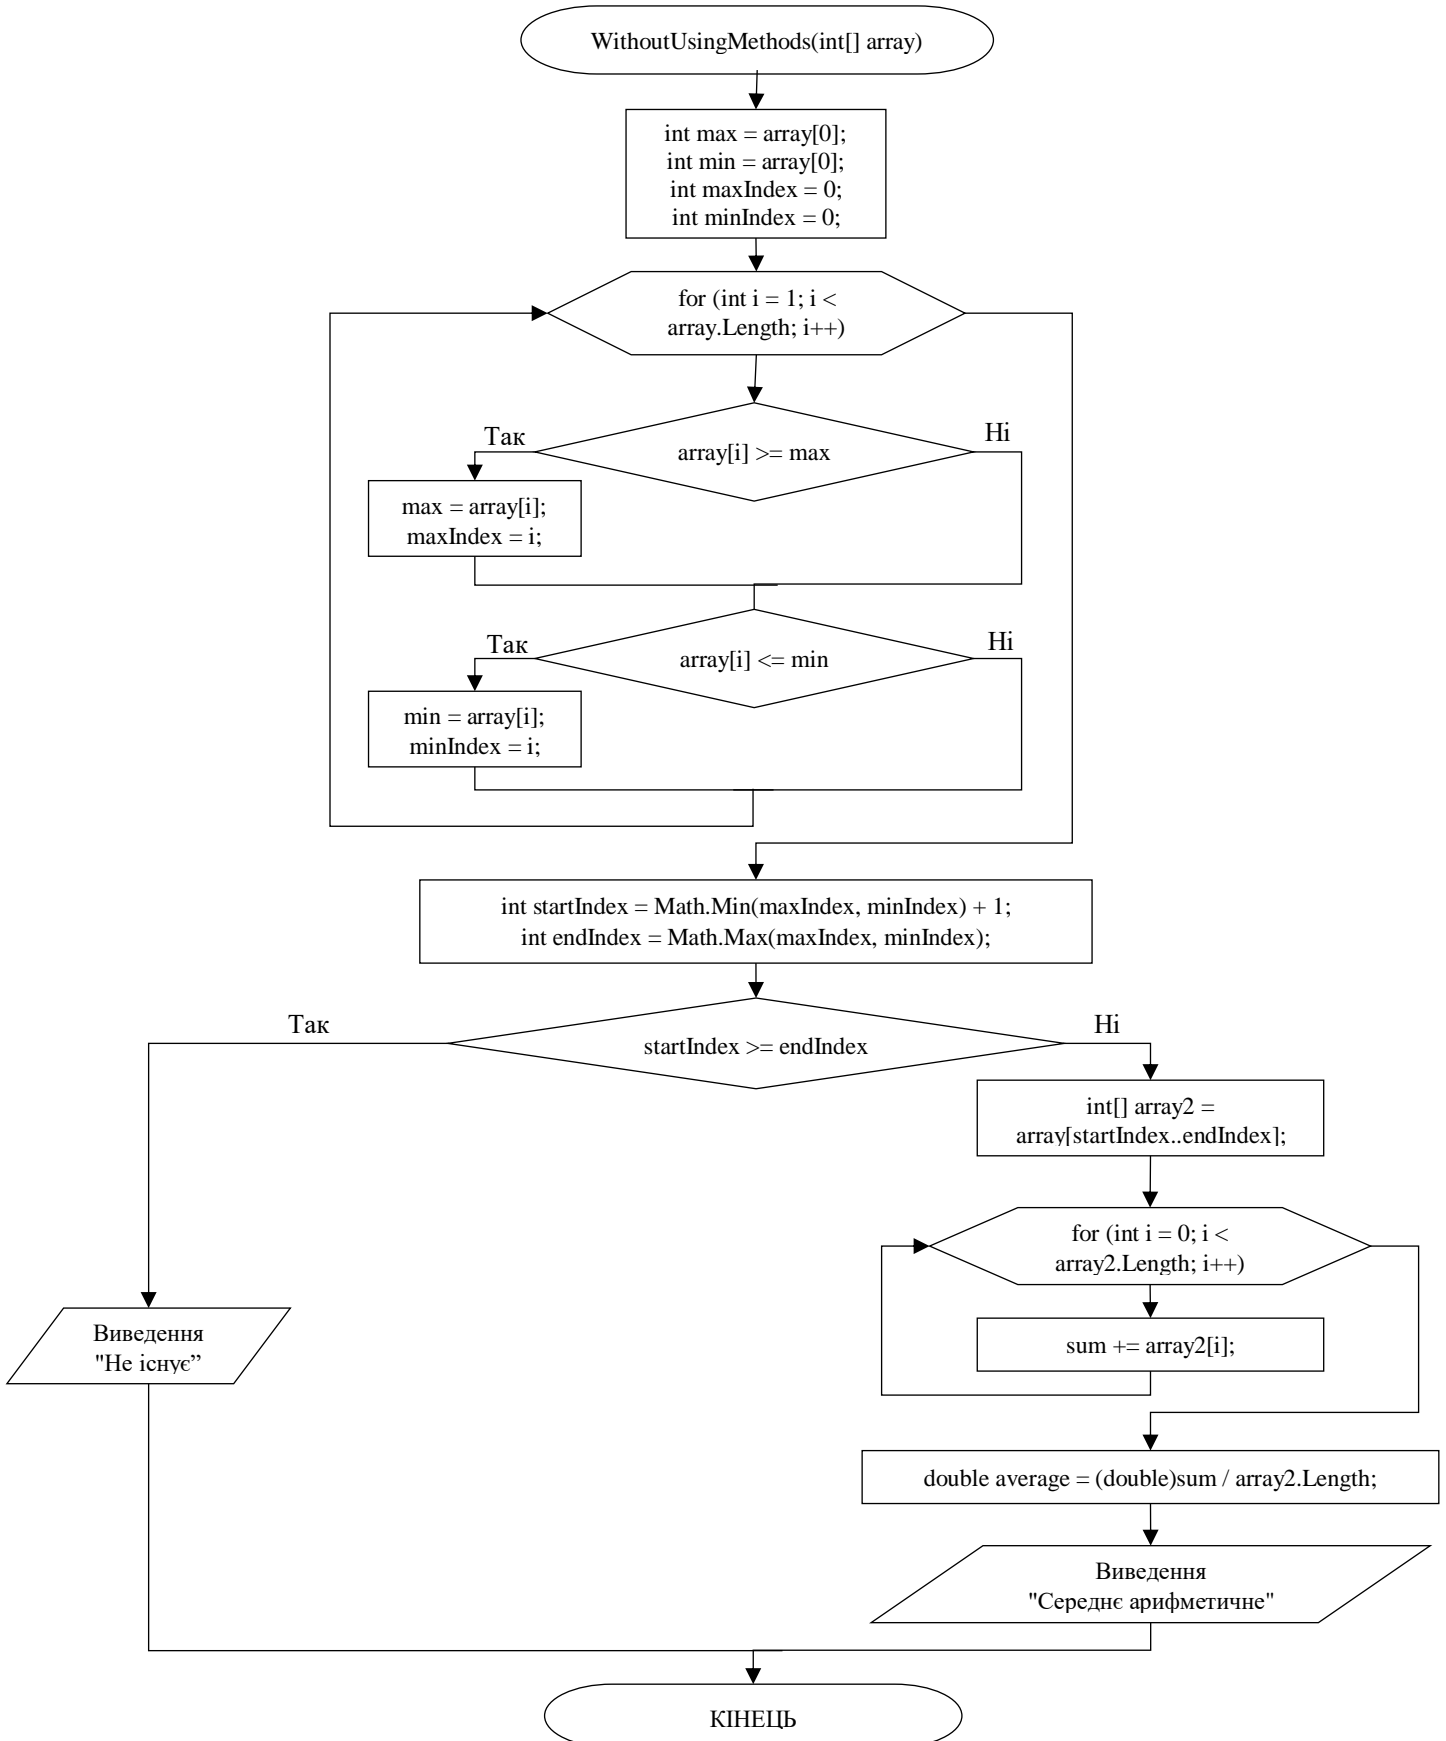 WithoutUsingMethods(int[] array)
int max = array[0];
int min = array[0];
int maxIndex = 0;
int minIndex = 0;
for (int i = 1; i <
array.Length; i++)
Так
Ні
array[i] >= max
max = array[i];
maxIndex = i;
Так
Ні
array[i] <= min
min = array[i];
minIndex = i;
int startIndex = Math.Min(maxIndex, minIndex) + 1;
int endIndex = Math.Max(maxIndex, minIndex);
Так
Ні
startIndex >= endIndex
int[] array2 =
array[startIndex..endIndex];
for (int i = 0; i <
array2.Length; i++)
sum += array2[i];
Виведення
"Не існує”
double average = (double)sum / array2.Length;
Виведення
"Середнє арифметичне"
КІНЕЦЬ